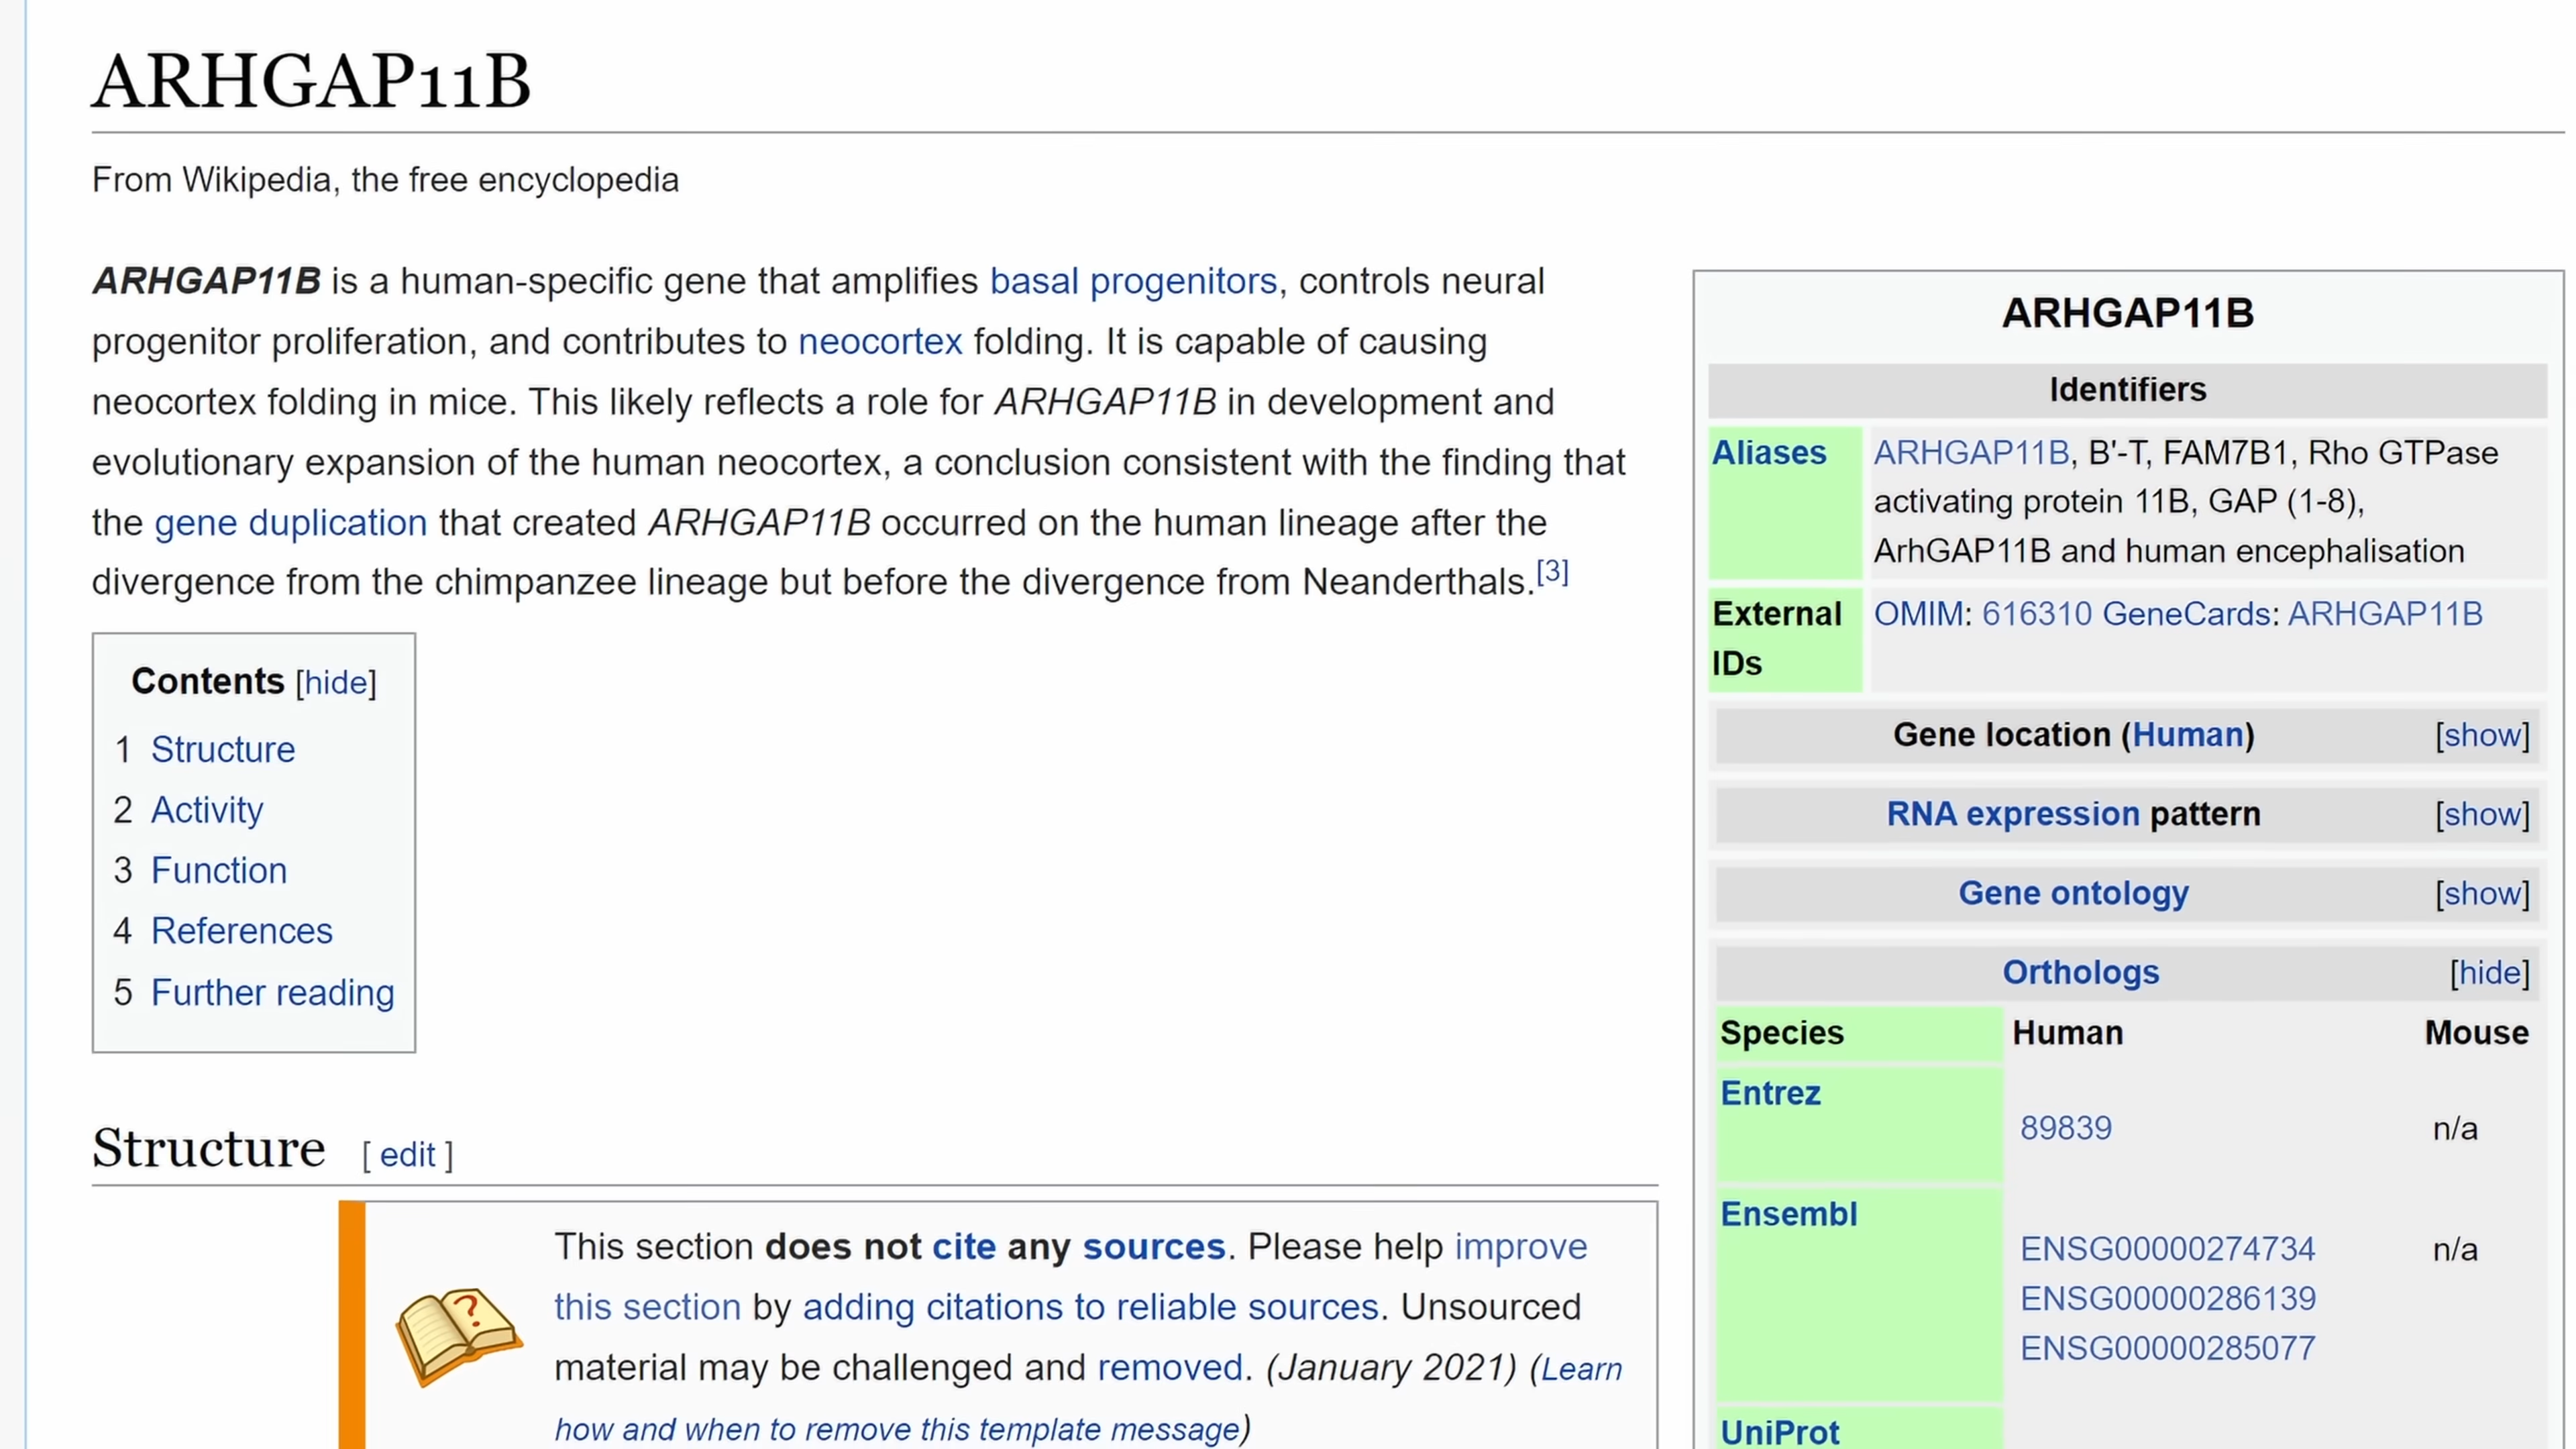 ARHGAP11B
From Wikipedia, the free encyclopedia
ARHGAP11B is a human-specific gene that amplifies basal progenitors, controls neural
progenitor proliferation, and contributes to neocortex folding. It is capable of causing
neocortex folding in mice. This likely reflects a role for ARHGAP11B in development and
evolutionary expansion of the human neocortex, a conclusion consistent with the finding that
the gene duplication that created ARHGAP11B occurred on the human lineage after the
divergence from the chimpanzee lineage but before the divergence from Neanderthals.[3]
Contents [hide]
1 Structure
2 Activity
3 Function
4 References
5 Further reading
Structure [ edit ]
This section does not cite any sources. Please help improve
this section by adding citations to reliable sources. Unsourced
material may be challenged and removed. (January 2021) (Learn
how and when to remove this template message)
ARHGAP11B
Identifiers
Aliases ARHGAP11B, B'-T, FAM7B1, Rho GTPase
activating protein 11B, GAP (1-8),
ArhGAP11B and human encephalisation
External OMIM: 616310 GeneCards: ARHGAP11B
IDs
Gene location (Human) [show]
RNA expression pattern [show]
Gene ontology [show]
Orthologs [hide]
Species Human Mouse
Entrez
89839 n/a
Ensembl
ENSG00000274734 n/a
ENSG00000286139
ENSG00000285077
UniProt